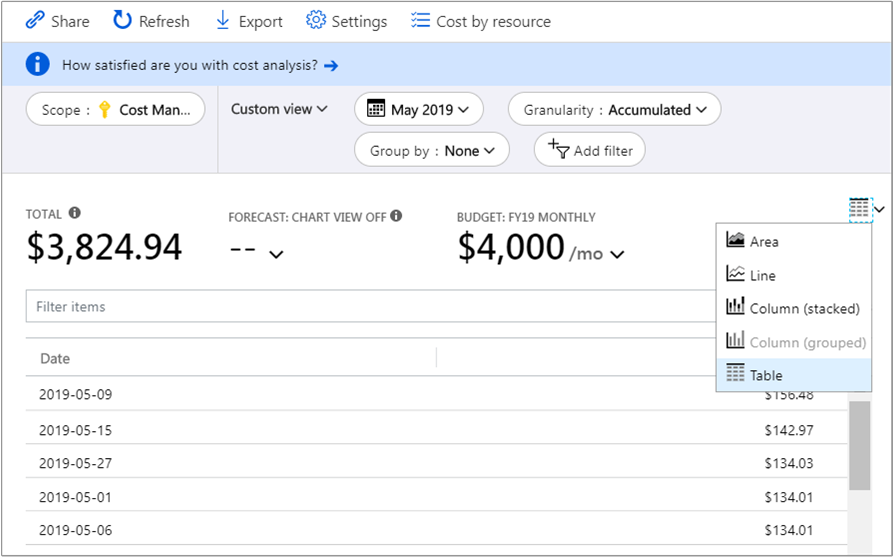 Share Refresh Export Settings Cost by resource
How satisfied are you with cost analysis? →
Scope : Cost Man... Custom view May 2019 Granularity : Accumulated
Group by : None Add filter
TOTAL FORECAST: CHART VIEW OFF BUDGET: FY19 MONTHLY
$3,824.94 -- $4,000 /mo
Area
Line
Column (stacked)
Column (grouped)
Table
Filter items
Date
2019-05-09 $156.48
2019-05-15 $142.97
2019-05-27 $134.03
2019-05-01 $134.01
2019-05-06 $134.01